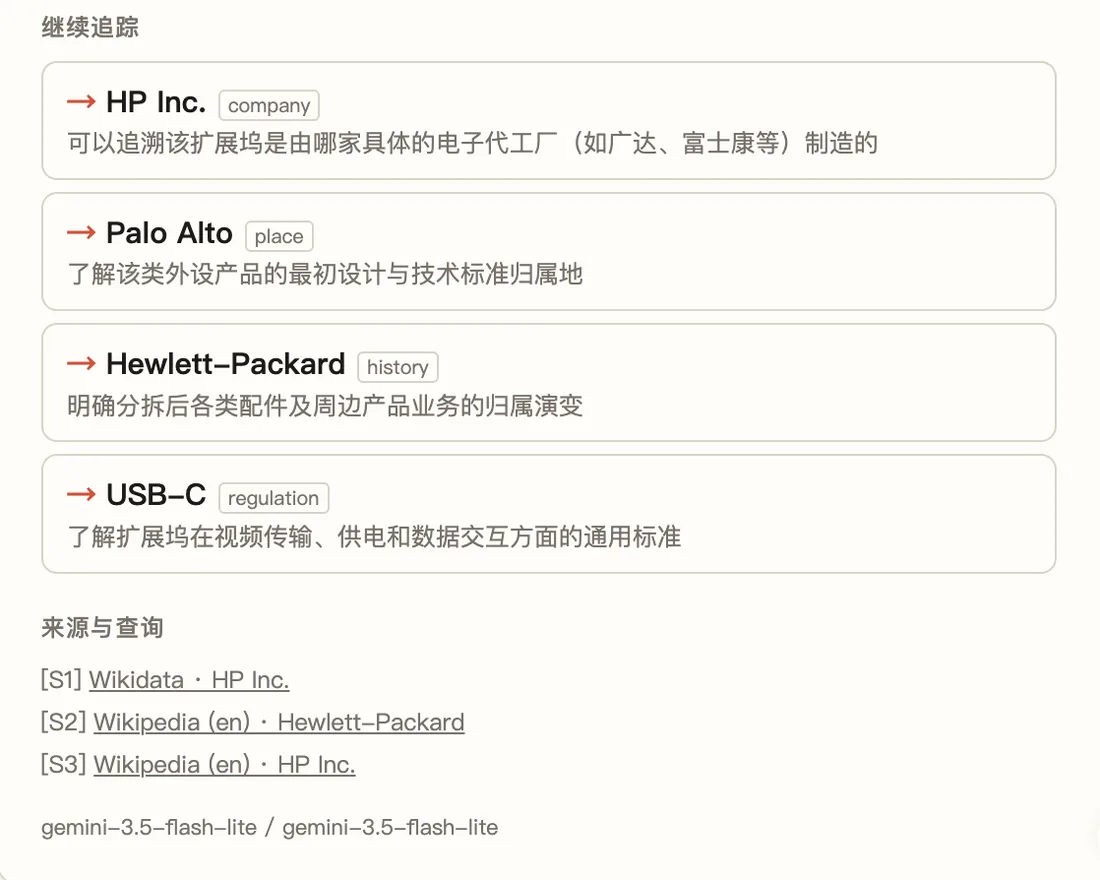 继续追踪
→ HP Inc. company
可以追溯该扩展坞是由哪家具体的电子代工厂（如广达、富士康等）制造的
→ Palo Alto place
了解该类外设产品的最初设计与技术标准归属地
→ Hewlett–Packard history
明确分拆后各类配件及周边产品业务的归属演变
→ USB–C regulation
了解扩展坞在视频传输、供电和数据交互方面的通用标准
来源与查询
[S1] Wikidata · HP Inc.
[S2] Wikipedia (en) · Hewlett–Packard
[S3] Wikipedia (en) · HP Inc.
gemini–3.5–flash–lite / gemini–3.5–flash–lite